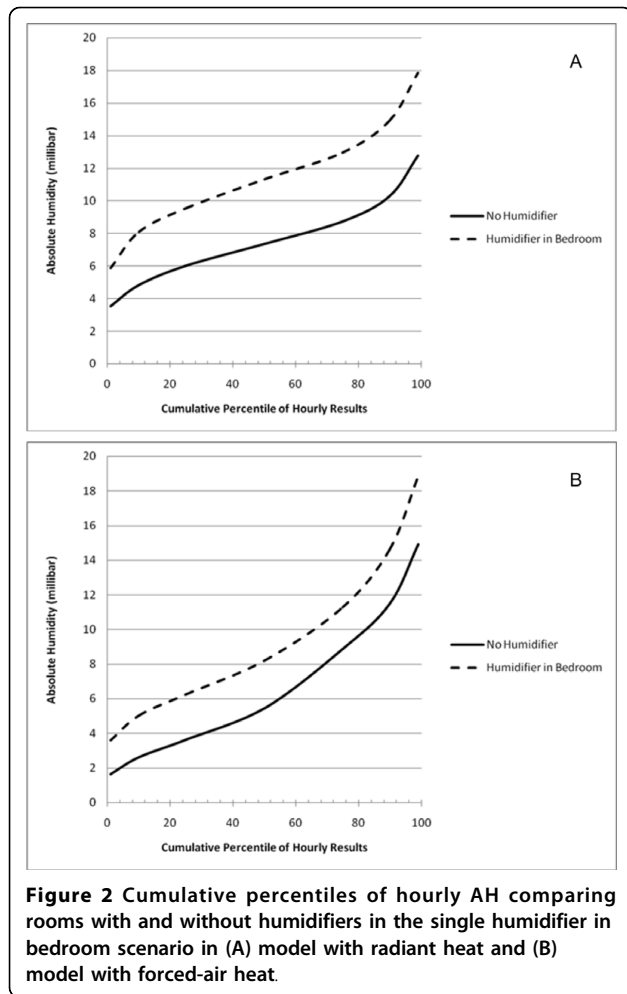 20
18
16
14
12
10
8
6
4
2
0
Absolute Humidity (millibar)
0 20 40 60 80 100
Cumulative Percentile of Hourly Results
A
No Humidifier
Humidifier in Bedroom
20
18
16
14
12
10
8
6
4
2
0
Absolute Humidity (millibar)
0 20 40 60 80 100
Cumulative Percentile of Hourly Results
B
No Humidifier
Humidifier in Bedroom
Figure 2 Cumulative percentiles of hourly AH comparing
rooms with and without humidifiers in the single humidifier in
bedroom scenario in (A) model with radiant heat and (B)
model with forced-air heat.